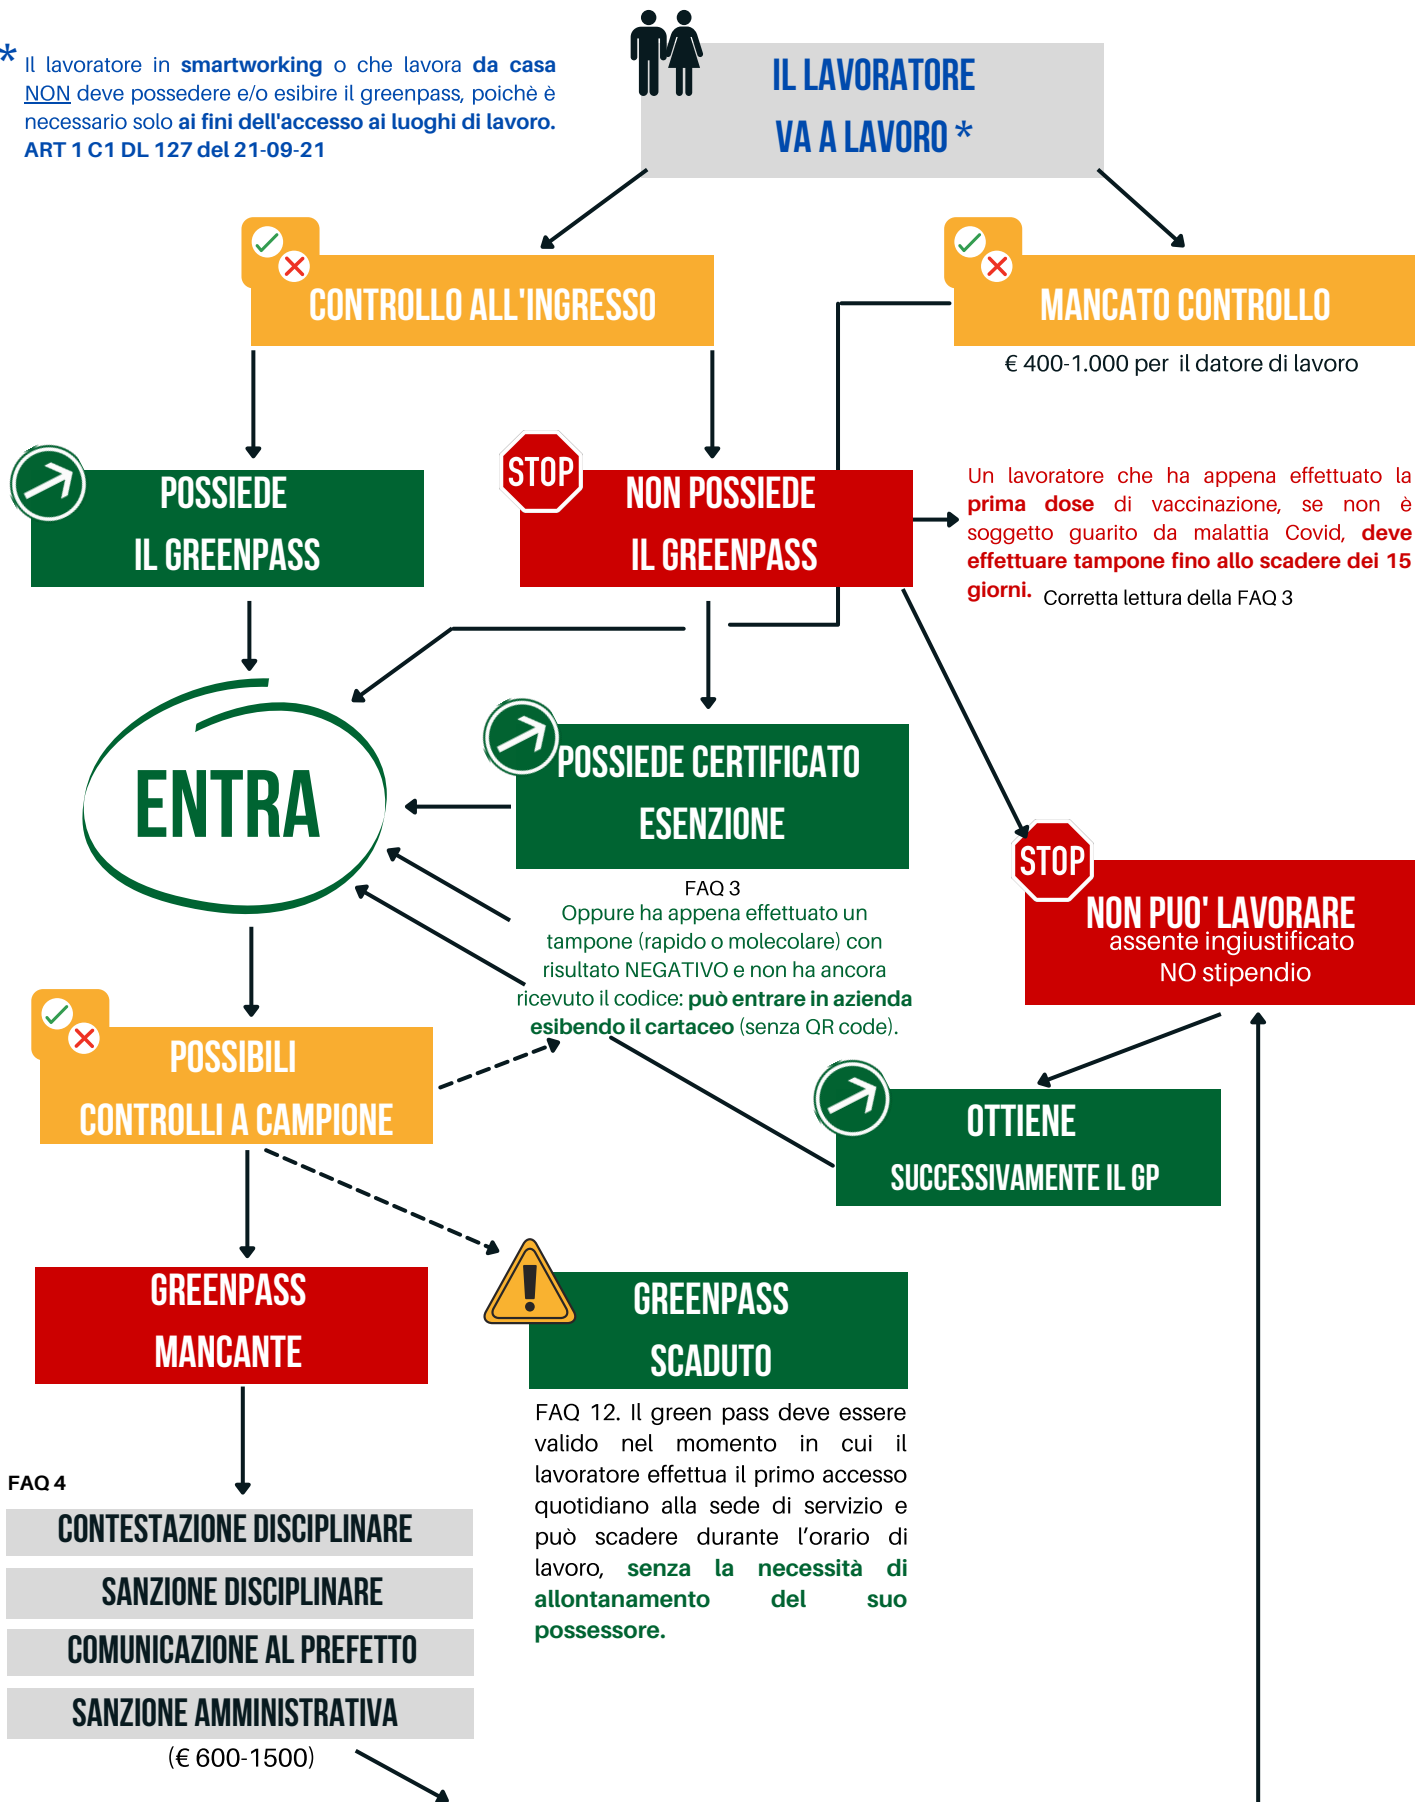 * Il lavoratore in smartworking o che lavora da casa
NON deve possedere e/o esibire il greenpass, poichè è
necessario solo ai fini dell'accesso ai luoghi di lavoro.
ART 1 C1 DL 127 del 21-09-21
IL LAVORATORE
VA A LAVORO *
CONTROLLO ALL'INGRESSO
MANCATO CONTROLLO
€ 400-1.000 per il datore di lavoro
POSSIEDE
IL GREENPASS
STOP
NON POSSIEDE
IL GREENPASS
Un lavoratore che ha appena effettuato la
prima dose di vaccinazione, se non è
soggetto guarito da malattia Covid, deve
effettuare tampone fino allo scadere dei 15
giorni. Corretta lettura della FAQ 3
ENTRA
POSSIEDE CERTIFICATO
ESENZIONE
FAQ 3
Oppure ha appena effettuato un
tampone (rapido o molecolare) con
risultato NEGATIVO e non ha ancora
ricevuto il codice: può entrare in azienda
esibendo il cartaceo (senza QR code).
STOP
NON PUO' LAVORARE
assente ingiustificato
NO stipendio
POSSIBILI
CONTROLLI A CAMPIONE
OTTIENE
SUCCESSIVAMENTE IL GP
GREENPASS
MANCANTE
GREENPASS
SCADUTO
FAQ 12. Il green pass deve essere
valido nel momento in cui il
lavoratore effettua il primo accesso
quotidiano alla sede di servizio e
può scadere durante l'orario di
lavoro, senza la necessità di
allontanamento del suo
possessore.
FAQ 4
CONTESTAZIONE DISCIPLINARE
SANZIONE DISCIPLINARE
COMUNICAZIONE AL PREFETTO
SANZIONE AMMINISTRATIVA
(€ 600-1500)